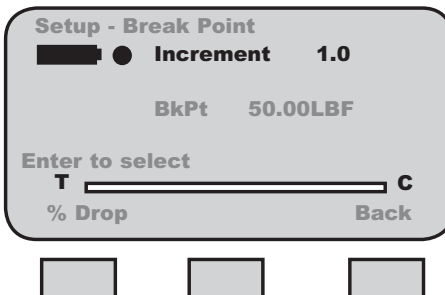 Setup - Break Point
Increment 1.0
BkPt 50.00LBF
Enter to select
T C
% Drop Back